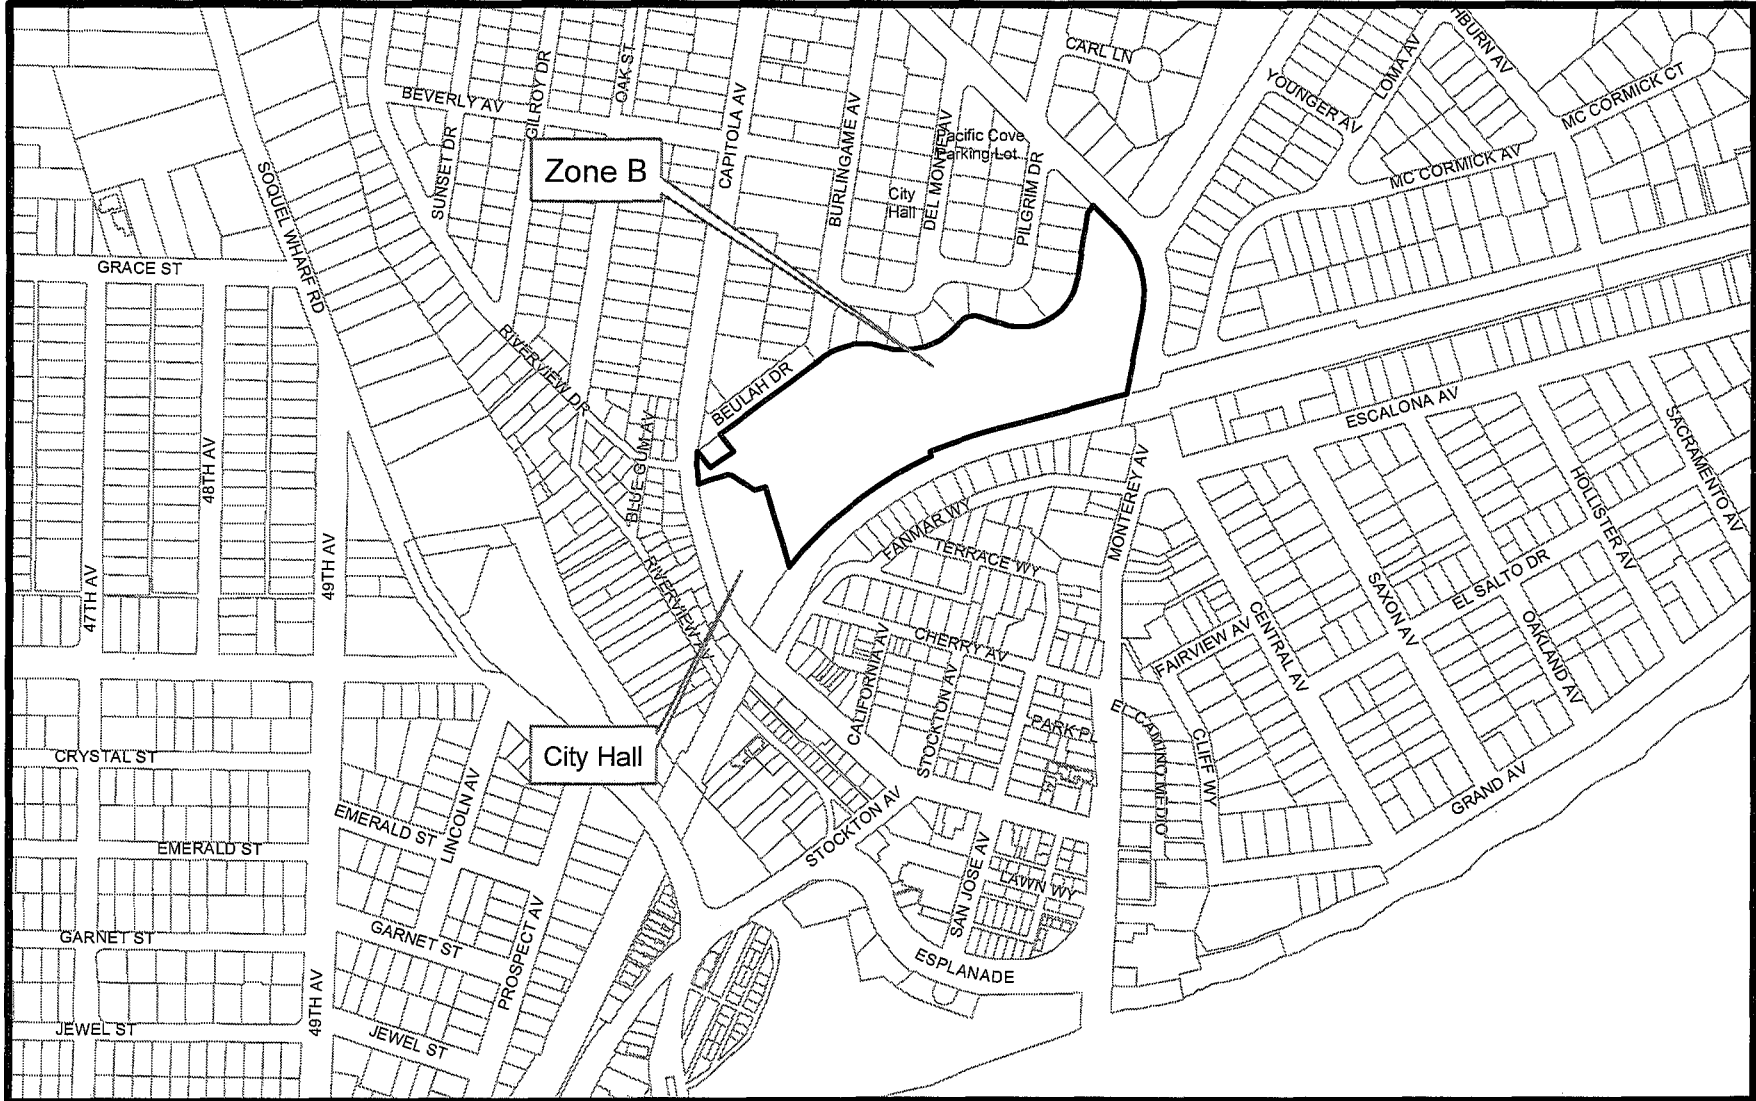 CARL LN
HBURN AV
LOMA AV
YOUNGER AV
MC CORMICK CT
MC CORMICK AV
BEVERLY AV
GILROY DR
OAK ST
SUNSET DR
CAPITOLA AV
BURLINGAME AV
DEL MONTE AV
Pacific Cove
Parking Lot
PILGRIM DR
City
Hall
Zone B
SOQUEL WHARF RD
GRACE ST
RIVERVIEW DR
BEULAH DR
BLUE GUM AV
ESCALONA AV
SACRAMENTO AV
HOLLISTER AV
MONTEREY AV
48TH AV
47TH AV
49TH AV
FANMAR WY
TERRACE WY
RIVERVIEW AV
CHERRY AV
CALIFORNIA AV
STOCKTON AV
FAIRVIEW AV
CENTRAL AV
SAXON AV
EL SALTO DR
OAKLAND AV
PARK PL
EL CAMINO MEDIO
CLIFF WY
GRAND AV
City Hall
CRYSTAL ST
LINCOLN AV
EMERALD ST
EMERALD ST
STOCKTON AV
SAN JOSE AV
LAWN WY
GARNET ST
GARNET ST
PROSPECT AV
ESPLANADE
49TH AV
JEWEL ST
JEWEL ST